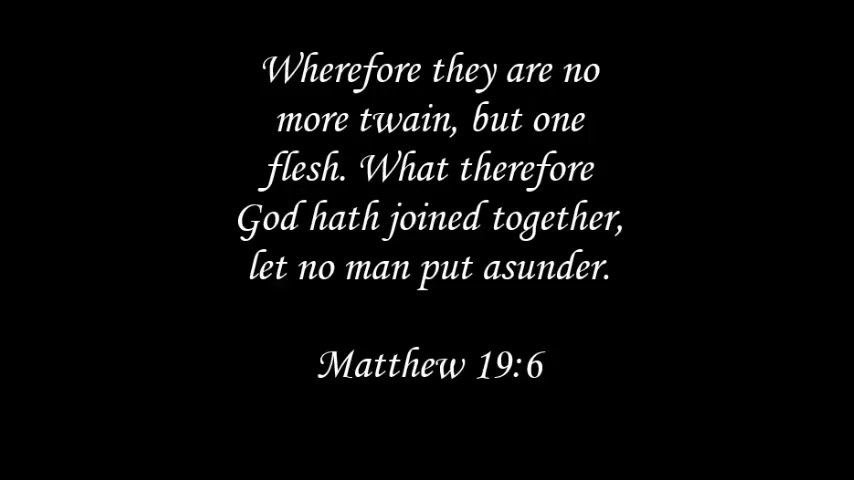 Wherefore they are no
more twain, but one
flesh. What therefore
God hath joined together,
let no man put asunder.
Matthew 19:6